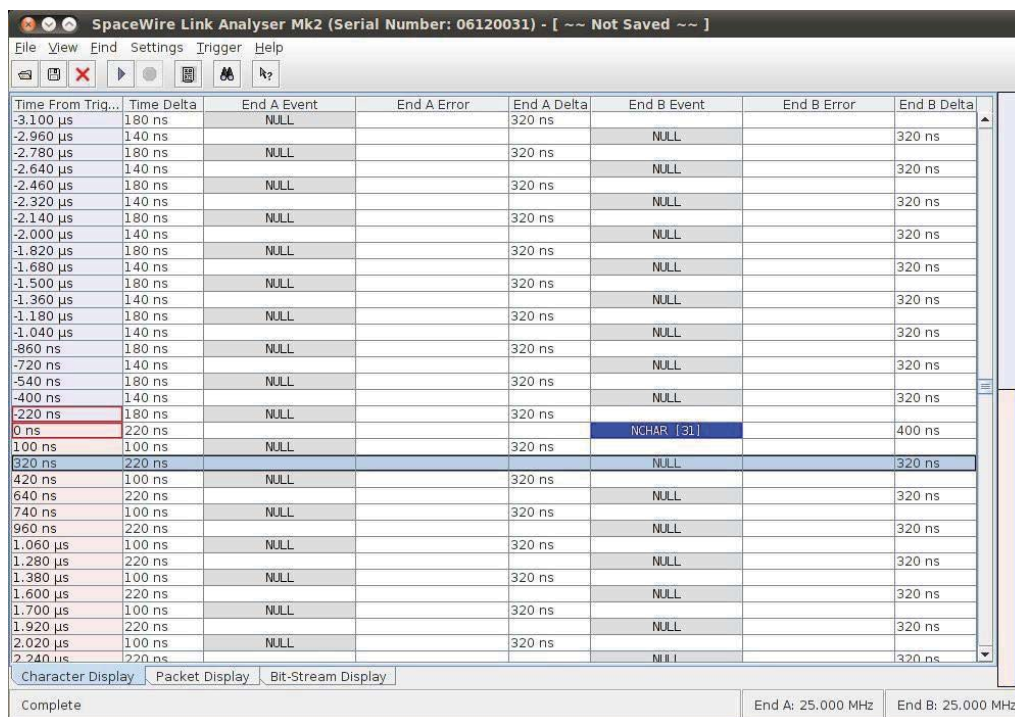 SpaceWire Link Analyser Mk2 (Serial Number: 06120031) - [ ~~ Not Saved ~~ ]
File View Find Settings Trigger Help
Time From Trig... Time Delta End A Event End A Error End A Delta End B Event End B Error End B Delta
-3.100 µs 180 ns NULL 320 ns
-2.960 µs 140 ns NULL 320 ns
-2.780 µs 180 ns NULL 320 ns
-2.640 µs 140 ns NULL 320 ns
-2.460 µs 180 ns NULL 320 ns
-2.320 µs 140 ns NULL 320 ns
-2.140 µs 180 ns NULL 320 ns
-2.000 µs 140 ns NULL 320 ns
-1.820 µs 180 ns NULL 320 ns
-1.680 µs 140 ns NULL 320 ns
-1.500 µs 180 ns NULL 320 ns
-1.360 µs 140 ns NULL 320 ns
-1.180 µs 180 ns NULL 320 ns
-1.040 µs 140 ns NULL 320 ns
-860 ns 180 ns NULL 320 ns
-720 ns 140 ns NULL 320 ns
-540 ns 180 ns NULL 320 ns
-400 ns 140 ns NULL 320 ns
-220 ns 180 ns NULL 320 ns
0 ns 220 ns NCHAR [31] 400 ns
100 ns 100 ns NULL 320 ns
320 ns 220 ns NULL 320 ns
420 ns 100 ns NULL 320 ns
640 ns 220 ns NULL 320 ns
740 ns 100 ns NULL 320 ns
960 ns 220 ns NULL 320 ns
1.060 µs 100 ns NULL 320 ns
1.280 µs 220 ns NULL 320 ns
1.380 µs 100 ns NULL 320 ns
1.600 µs 220 ns NULL 320 ns
1.700 µs 100 ns NULL 320 ns
1.920 µs 220 ns NULL 320 ns
2.020 µs 100 ns NULL 320 ns
2.240 µs 220 ns NULL 320 ns
Character Display Packet Display Bit-Stream Display
Complete End A: 25.000 MHz End B: 25.000 MHz